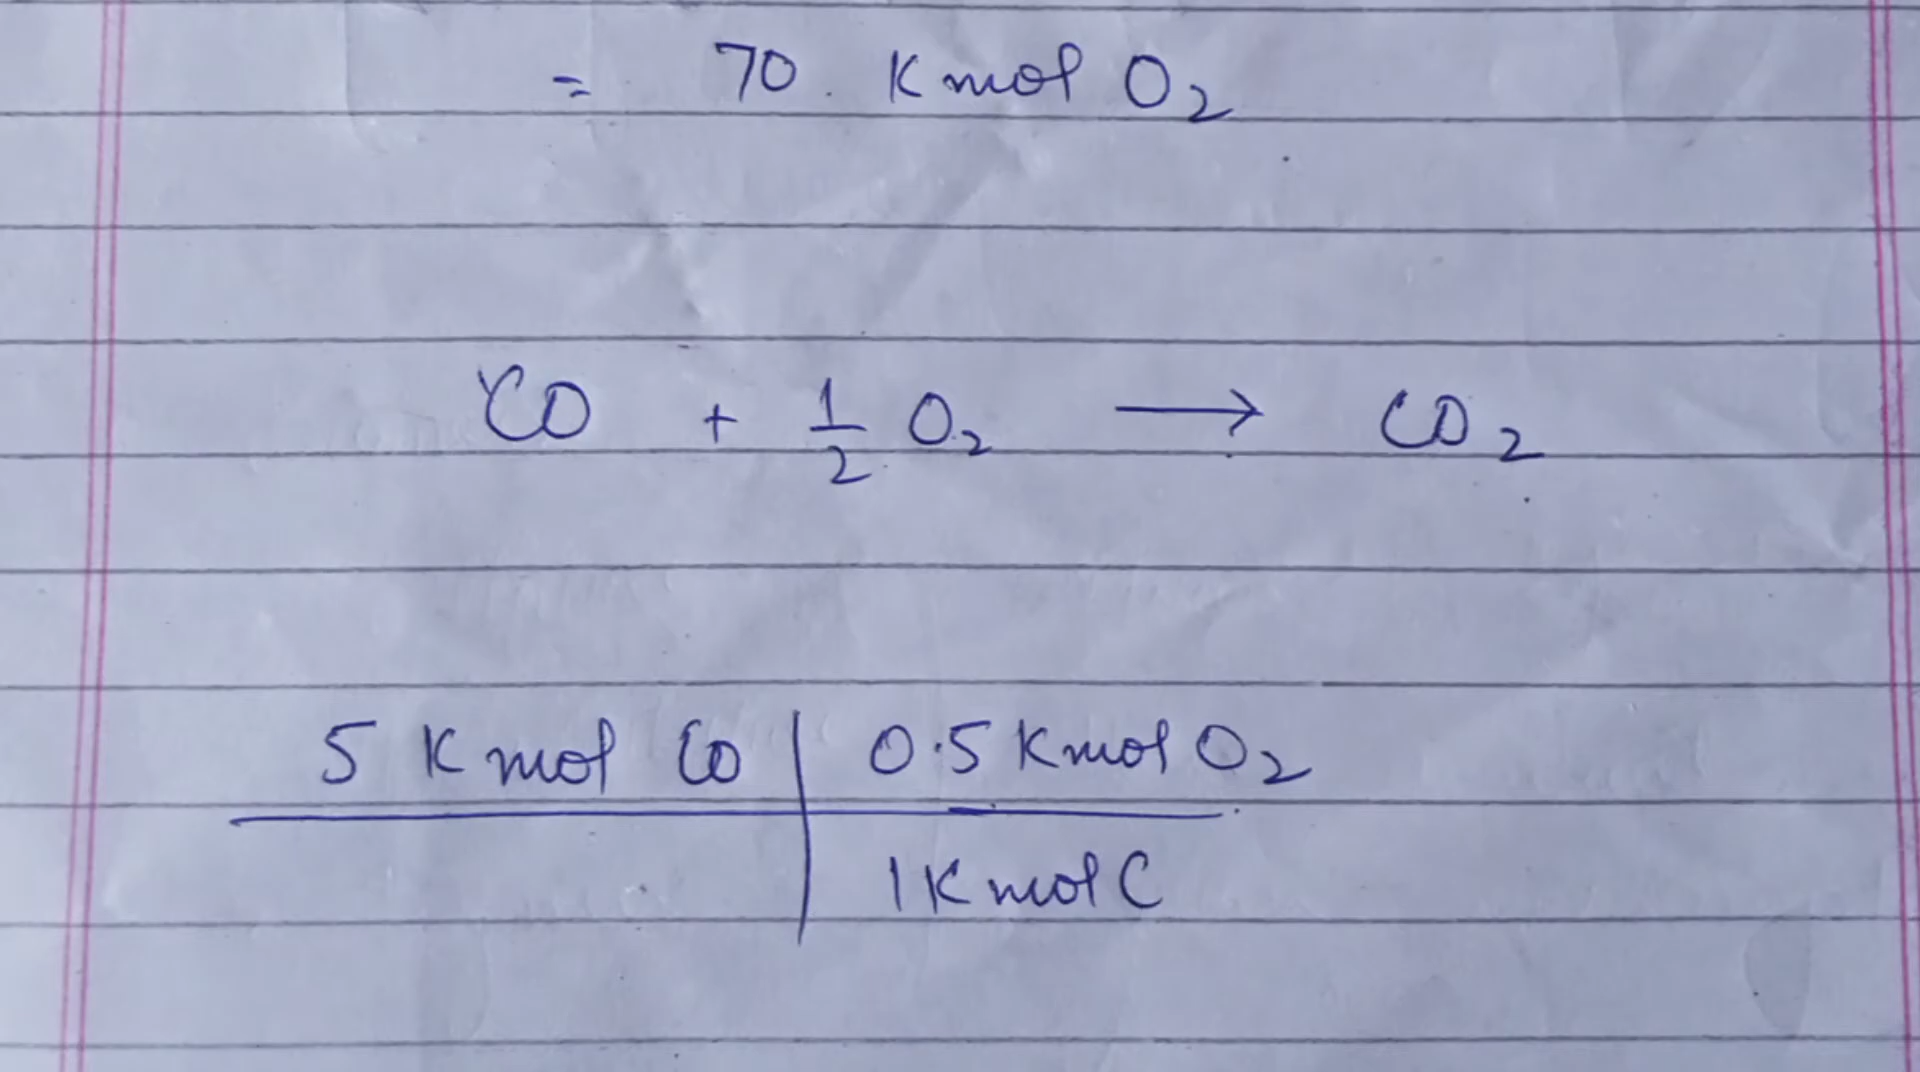 = 70. Kmol O2
CO + 1/2 O2 → CO2
5 Kmol CO | 0.5 Kmol O2
1 Kmol C